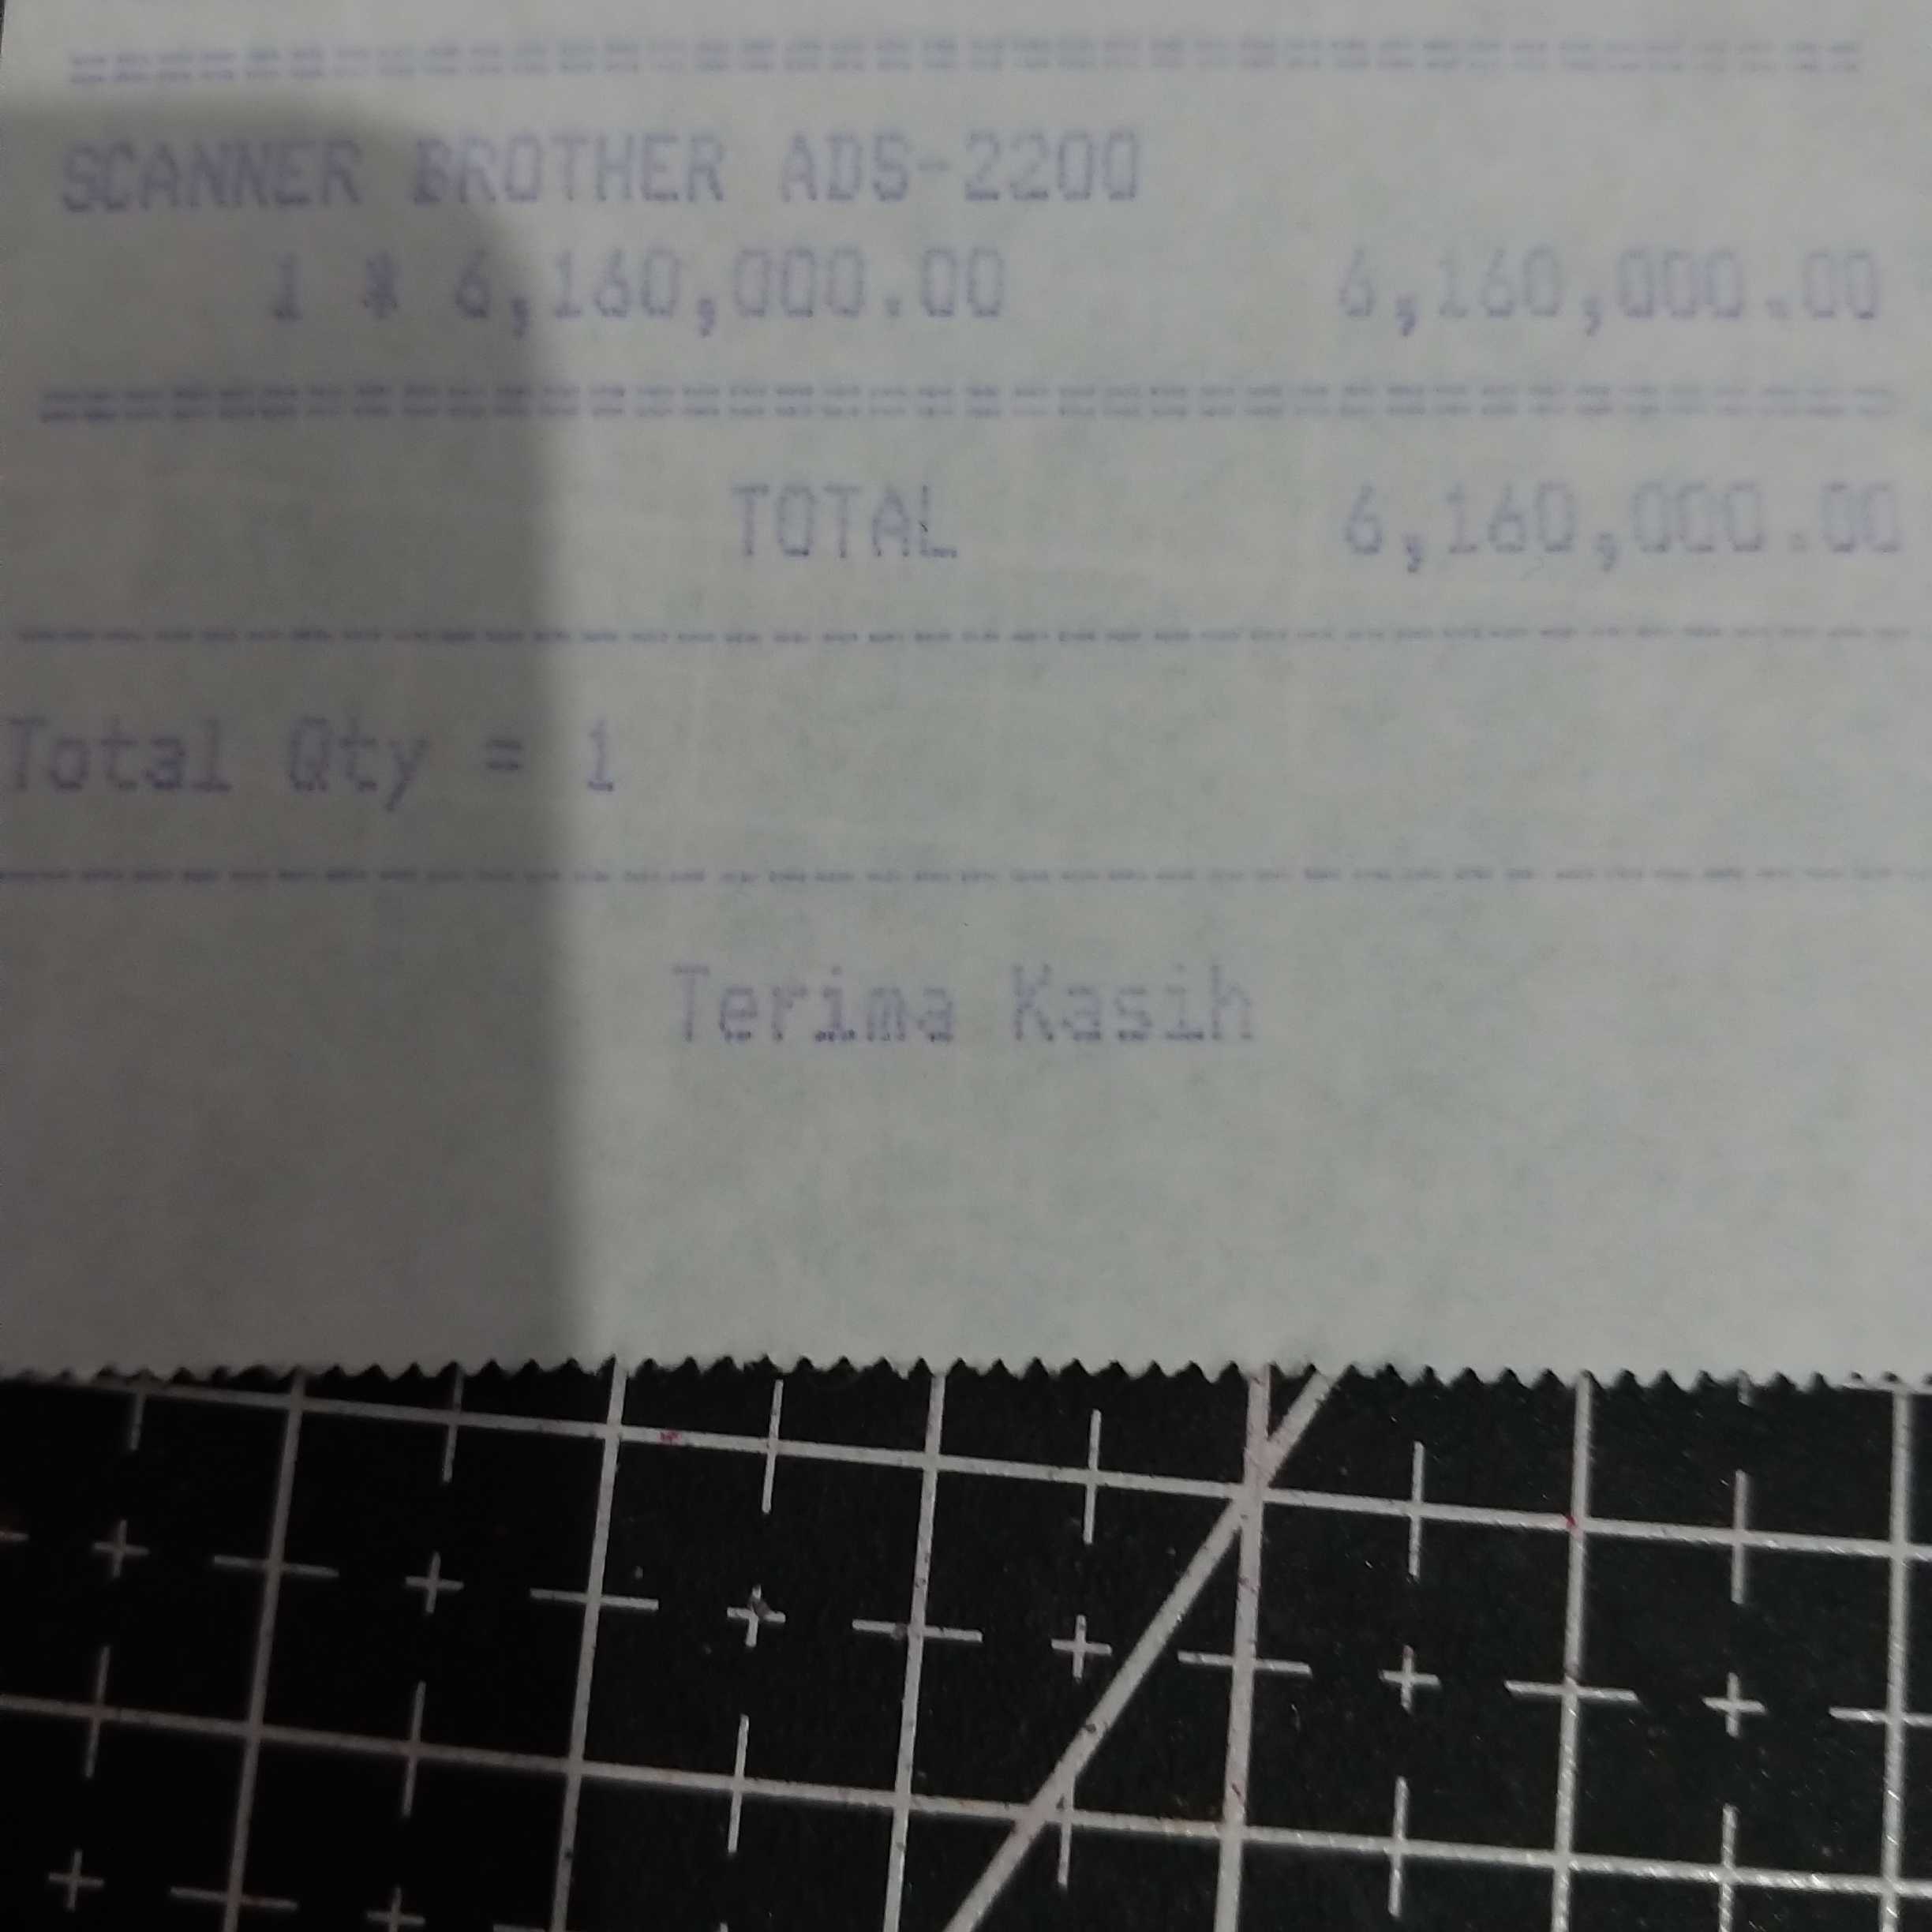 SCANNER BROTHER ADS-2200
1 * 6,160,000.00 6,160,000.00
TOTAL 6,160,000.00
Total Qty = 1
Terima Kasih